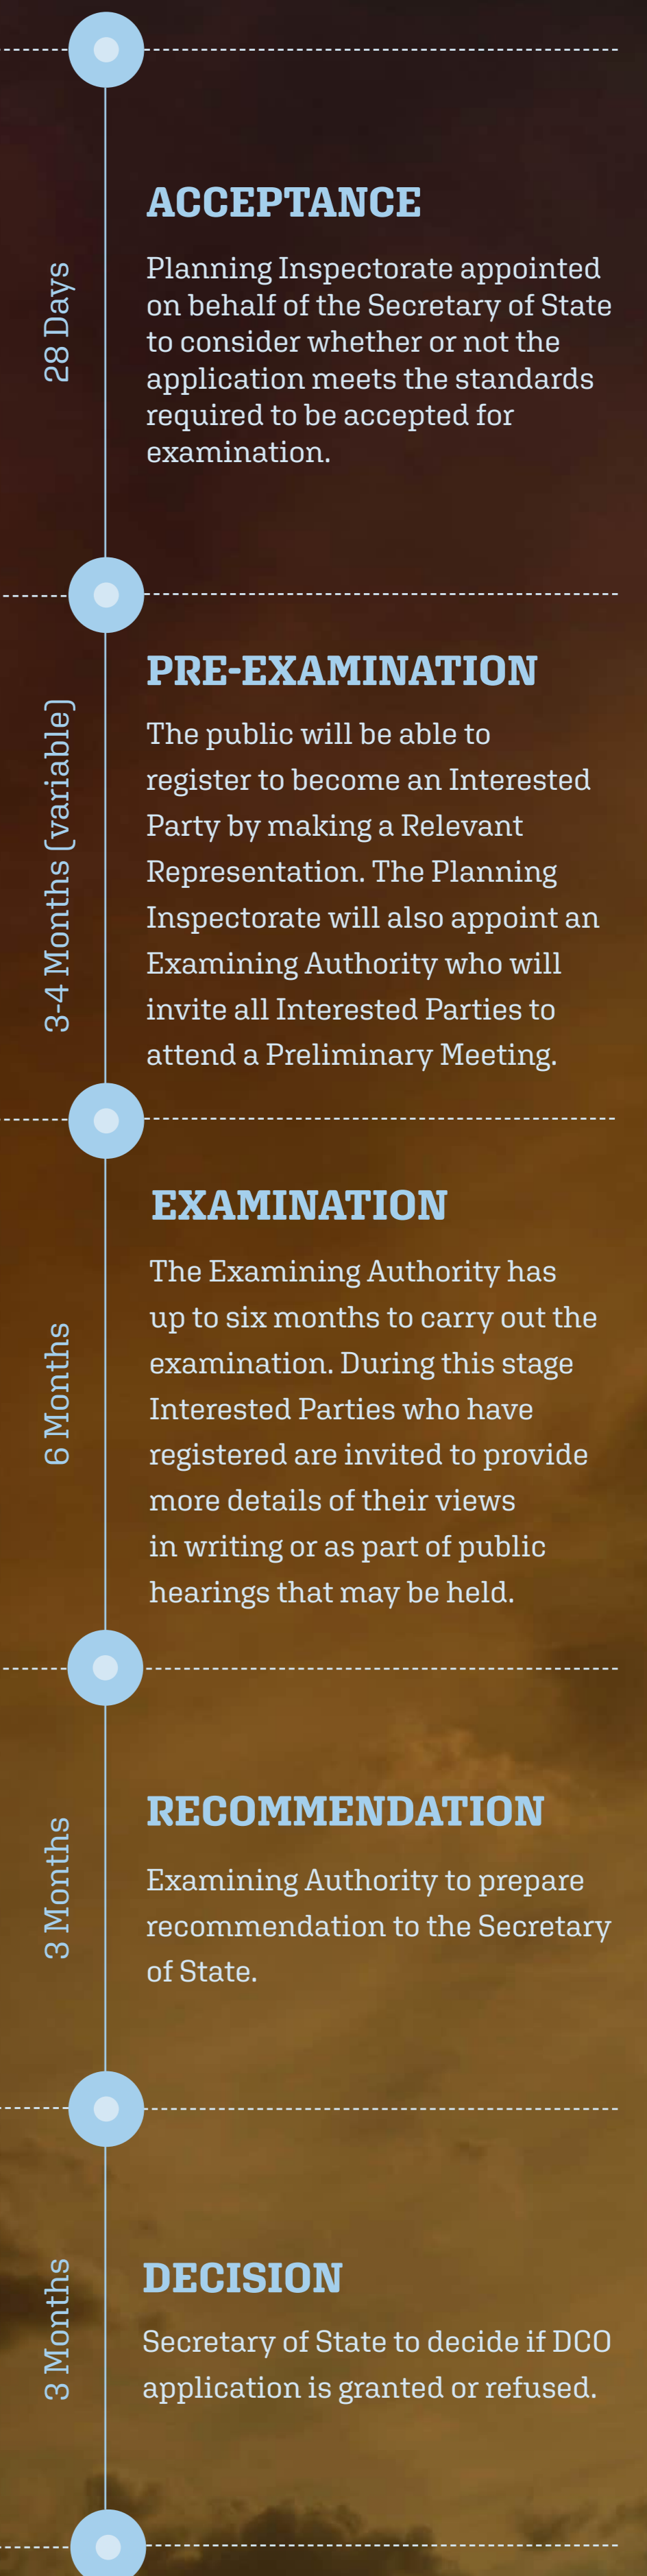 ACCEPTANCE
28 Days
Planning Inspectorate appointed
on behalf of the Secretary of State
to consider whether or not the
application meets the standards
required to be accepted for
examination.
PRE-EXAMINATION
3-4 Months (variable)
The public will be able to
register to become an Interested
Party by making a Relevant
Representation. The Planning
Inspectorate will also appoint an
Examining Authority who will
invite all Interested Parties to
attend a Preliminary Meeting.
EXAMINATION
6 Months
The Examining Authority has
up to six months to carry out the
examination. During this stage
Interested Parties who have
registered are invited to provide
more details of their views
in writing or as part of public
hearings that may be held.
RECOMMENDATION
3 Months
Examining Authority to prepare
recommendation to the Secretary
of State.
DECISION
3 Months
Secretary of State to decide if DCO
application is granted or refused.